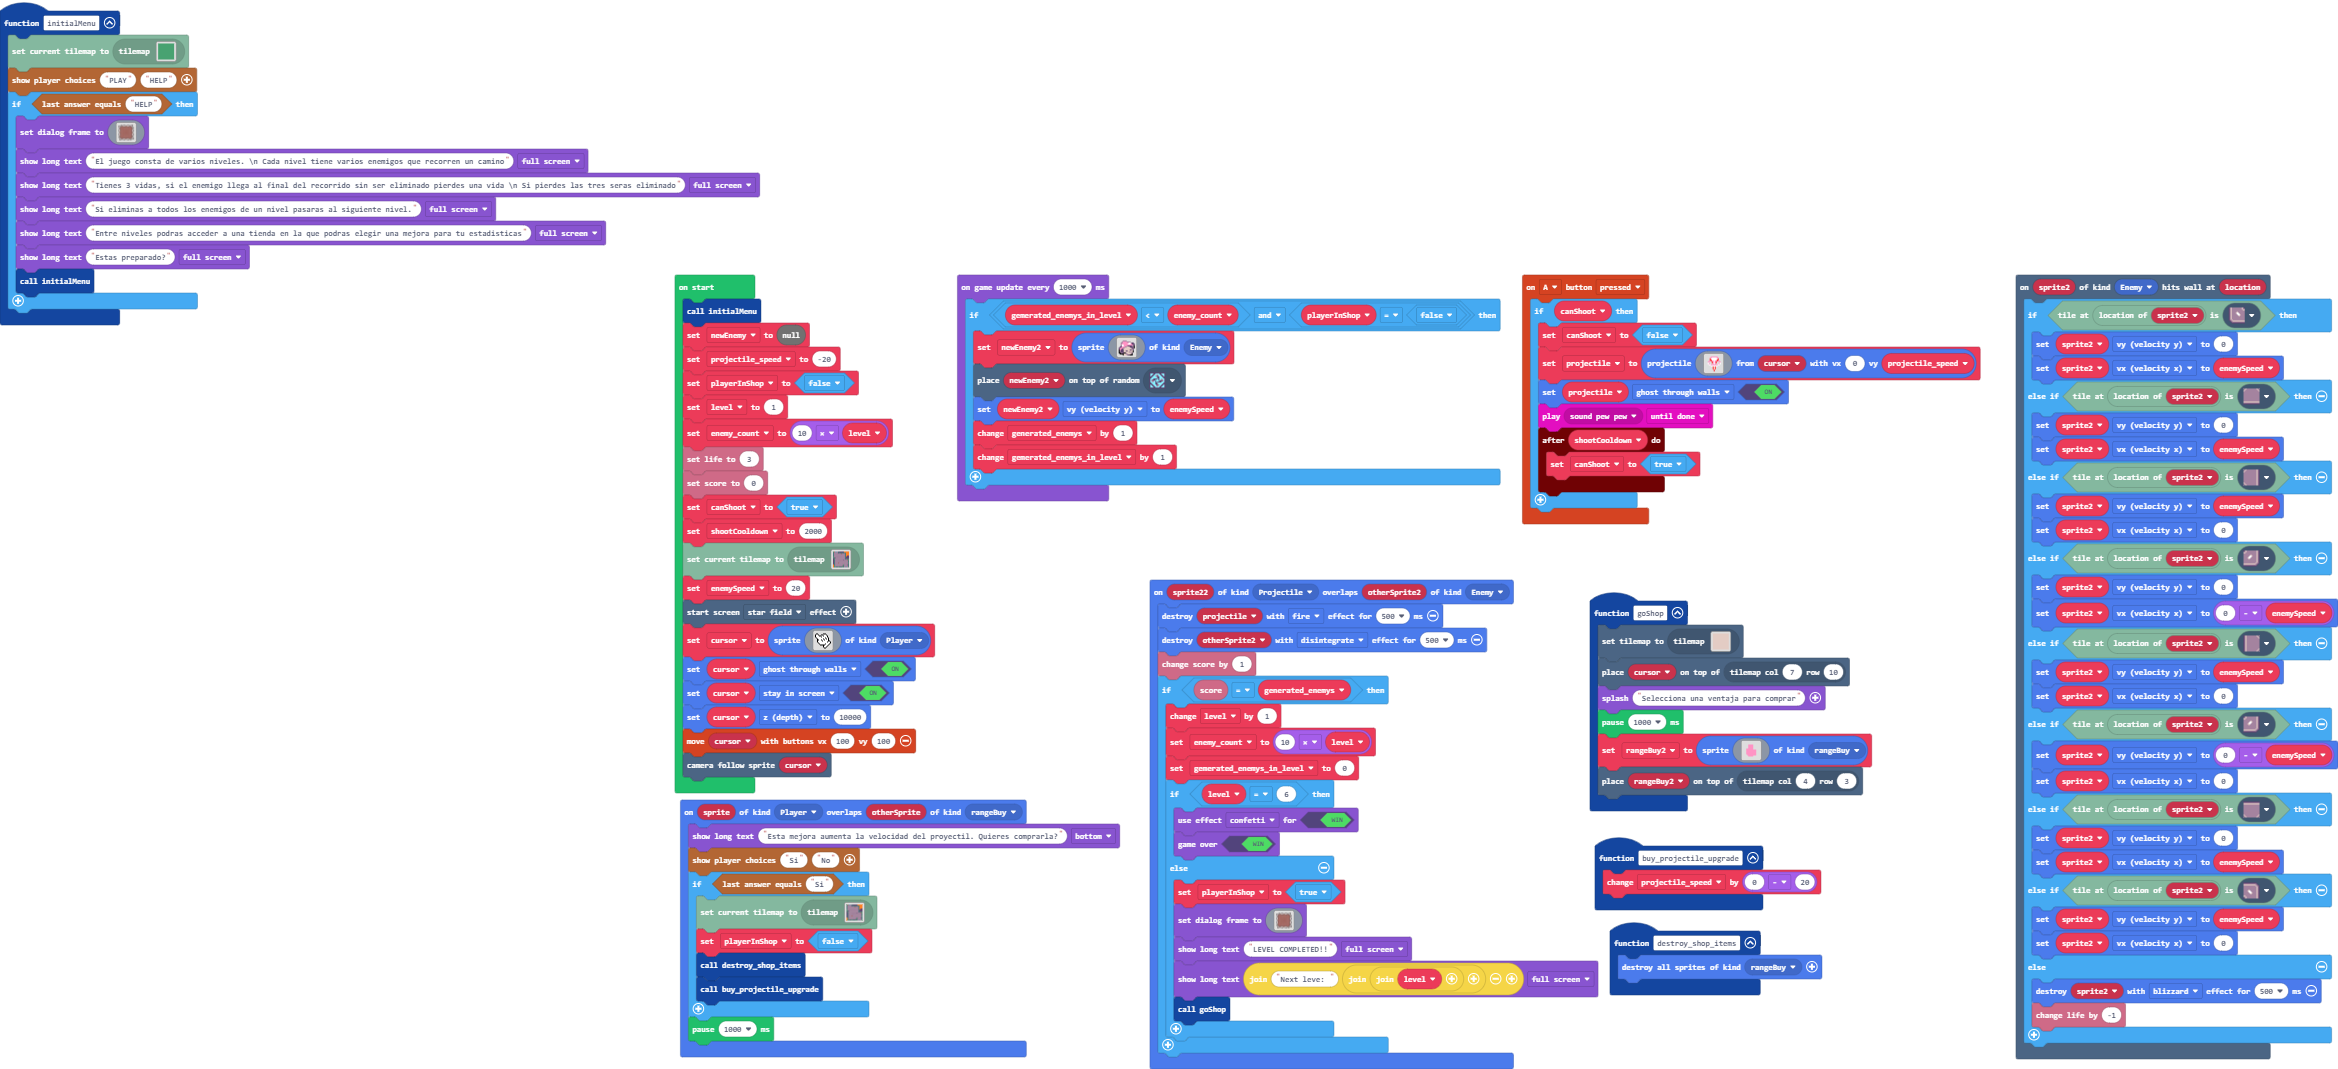 function initialMenu
set current tilemap to tilemap
show player choices "PLAY" "HELP"
if last answer equals "HELP" then
set dialog frame to
show long text "El juego consta de varios niveles. \n Cada nivel tiene varios enemigos que recorren un camino" full screen
show long text "Tienes 3 vidas, si el enemigo llega al final del recorrido sin ser eliminado pierdes una vida \n Si pierdes las tres seras eliminado" full screen
show long text "Si eliminas a todos los enemigos de un nivel pasaras al siguiente nivel." full screen
show long text "Entre niveles podras acceder a una tienda en la que podras elegir una mejora para tu estadisticas" full screen
show long text "Estas preparado?" full screen
call initialMenu
on start
call initialMenu
set newEnemy to null
set projectile_speed to -20
set playerInShop to false
set level to 1
set enemy_count to 10 × level
set life to 3
set score to 0
set canShoot to true
set shootCooldown to 2000
set current tilemap to tilemap
set enemySpeed to 20
start screen star field effect
set cursor to sprite of kind Player
set cursor ghost through walls ON
set cursor stay in screen ON
set cursor z (depth) to 10000
move cursor with buttons vx 100 vy 100
camera follow sprite cursor
on sprite of kind Player overlaps otherSprite of kind rangeBuy
show long text "Esta mejora aumenta la velocidad del proyectil. Quieres comprarla?" bottom
show player choices "Si" "No"
if last answer equals "Si" then
set current tilemap to tilemap
set playerInShop to false
call destroy_shop_items
call buy_projectile_upgrade
pause 1000 ms
on game update every 1000 ms
if generated_enemys_in_level < enemy_count and playerInShop = false then
set newEnemy2 to sprite of kind Enemy
place newEnemy2 on top of random
set newEnemy2 vy (velocity y) to enemySpeed
change generated_enemys by 1
change generated_enemys_in_level by 1
on sprite22 of kind Projectile overlaps otherSprite2 of kind Enemy
destroy projectile with fire effect for 500 ms
destroy otherSprite2 with disintegrate effect for 500 ms
change score by 1
if score = generated_enemys then
change level by 1
set enemy_count to 10 × level
set generated_enemys_in_level to 0
if level = 6 then
use effect confetti for WIN
game over WIN
else
set playerInShop to true
set dialog frame to
show long text "LEVEL COMPLETED!!" full screen
show long text join "Next leve: " join join level full screen
call goShop
on A button pressed
if canShoot then
set canShoot to false
set projectile to projectile from cursor with vx 0 vy projectile_speed
set projectile ghost through walls ON
play sound pew pew until done
after shootCooldown do
set canShoot to true
function goShop
set tilemap to tilemap
place cursor on top of tilemap col 7 row 10
splash "Selecciona una ventaja para comprar"
pause 1000 ms
set rangeBuy2 to sprite of kind rangeBuy
place rangeBuy2 on top of tilemap col 4 row 3
function buy_projectile_upgrade
change projectile_speed by 0 - 20
function destroy_shop_items
destroy all sprites of kind rangeBuy
on sprite2 of kind Enemy hits wall at location
if tile at location of sprite2 is then
set sprite2 vy (velocity y) to 0
set sprite2 vx (velocity x) to enemySpeed
else if tile at location of sprite2 is then
set sprite2 vy (velocity y) to 0
set sprite2 vx (velocity x) to enemySpeed
else if tile at location of sprite2 is then
set sprite2 vy (velocity y) to enemySpeed
set sprite2 vx (velocity x) to 0
else if tile at location of sprite2 is then
set sprite2 vy (velocity y) to 0
set sprite2 vx (velocity x) to 0 - enemySpeed
else if tile at location of sprite2 is then
set sprite2 vy (velocity y) to enemySpeed
set sprite2 vx (velocity x) to 0
else if tile at location of sprite2 is then
set sprite2 vy (velocity y) to 0 - enemySpeed
set sprite2 vx (velocity x) to 0
else if tile at location of sprite2 is then
set sprite2 vy (velocity y) to 0
set sprite2 vx (velocity x) to enemySpeed
else if tile at location of sprite2 is then
set sprite2 vy (velocity y) to enemySpeed
set sprite2 vx (velocity x) to 0
else
destroy sprite2 with blizzard effect for 500 ms
change life by -1